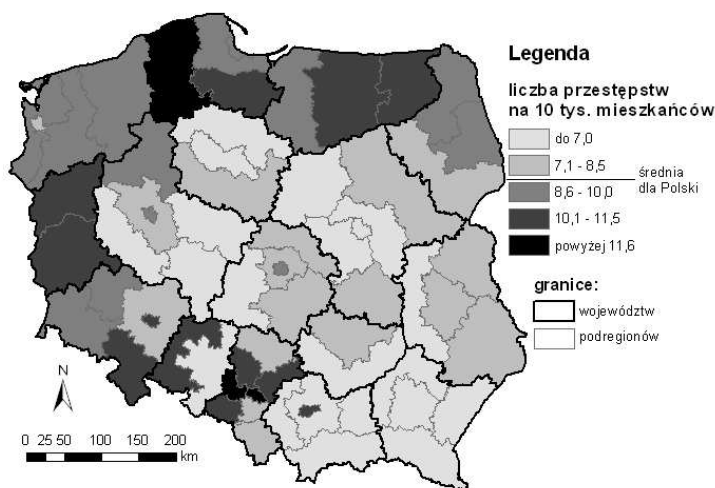 Legenda
liczba przestępstw
na 10 tys. mieszkańców
do 7,0
7,1 - 8,5
średnia
dla Polski
8,6 - 10,0
10,1 - 11,5
powyżej 11,6
granice:
województw
podregionów
N
0 25 50 100 150 200
km